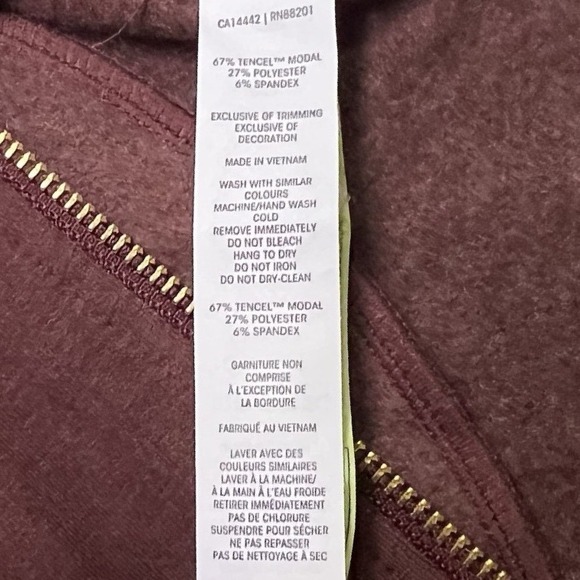 CA14442 | RN88201
67% TENCEL™ MODAL
27% POLYESTER
6% SPANDEX
EXCLUSIVE OF TRIMMING
EXCLUSIVE OF
DECORATION
MADE IN VIETNAM
WASH WITH SIMILAR
COLOURS
MACHINE/HAND WASH
COLD
REMOVE IMMEDIATELY
DO NOT BLEACH
HANG TO DRY
DO NOT IRON
DO NOT DRY-CLEAN
67% TENCEL™ MODAL
27% POLYESTER
6% SPANDEX
GARNITURE NON
COMPRISE
À L'EXCEPTION DE
LA BORDURE
FABRIQUÉ AU VIETNAM
LAVER AVEC DES
COULEURS SIMILAIRES
LAVER À LA MACHINE/
À LA MAIN À L'EAU FROIDE
RETIRER IMMÉDIATEMENT
PAS DE CHLORURE
SUSPENDRE POUR SÉCHER
NE PAS REPASSER
PAS DE NETTOYAGE À SEC